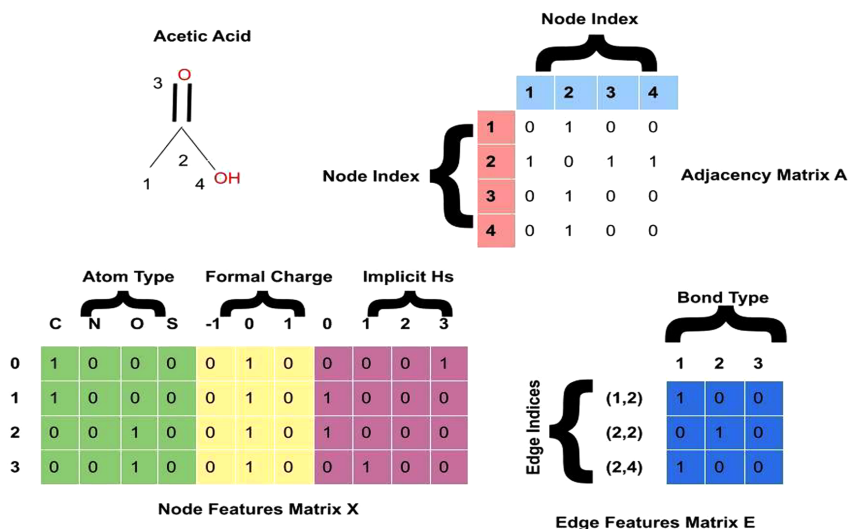 Acetic Acid
3
O
2
1
4
OH
Node Index
1 2 3 4
Node Index
1 0 1 0 0
2 1 0 1 1
3 0 1 0 0
4 0 1 0 0
Adjacency Matrix A
Atom Type Formal Charge Implicit Hs
C N O S -1 0 1 0 1 2 3
0 1 0 0 0 0 1 0 0 0 0 1
1 1 0 0 0 0 1 0 1 0 0 0
2 0 0 1 0 0 1 0 1 0 0 0
3 0 0 1 0 0 1 0 0 1 0 0
Node Features Matrix X
Bond Type
1 2 3
Edge Indices
(1,2) 1 0 0
(2,2) 0 1 0
(2,4) 1 0 0
Edge Features Matrix E